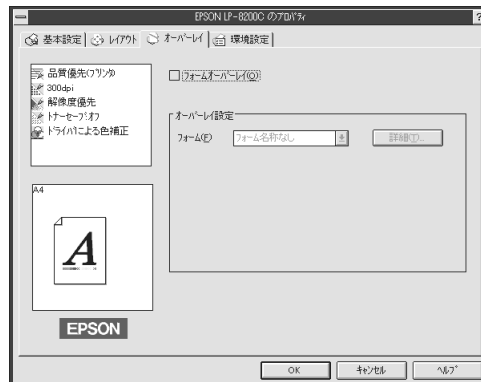 EPSON LP-8200C のプロパティ
?
基本設定 レイアウト オーバーレイ 環境設定
品質優先(プリンタ)
300dpi
解像度優先
トナーセーブ:オフ
ドライバによる色補正
フォームオーバーレイ(O)
オーバーレイ設定
フォーム(F) フォーム名称なし 詳細(D)...
A4
A
EPSON
OK キャンセル ヘルプ